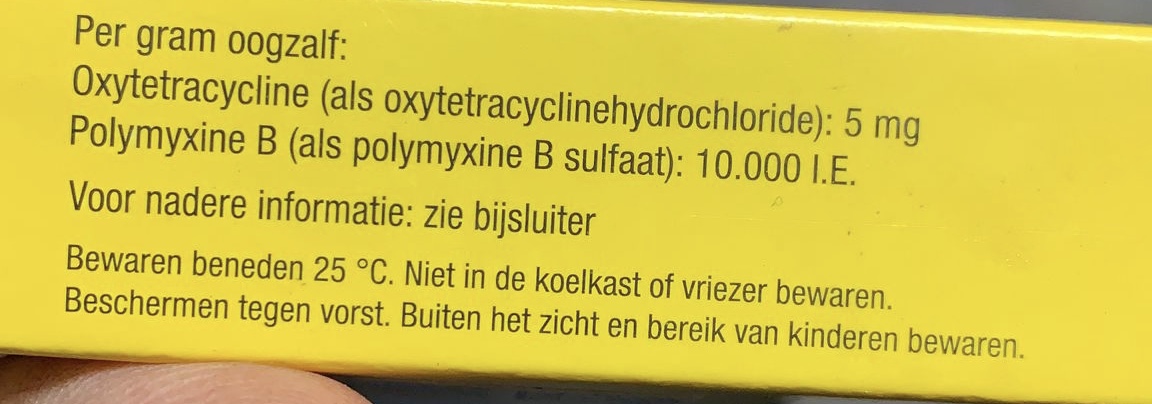 Per gram oogzalf:
Oxytetracycline (als oxytetracyclinehydrochloride): 5 mg
Polymyxine B (als polymyxine B sulfaat): 10.000 I.E.
Voor nadere informatie: zie bijsluiter
Bewaren beneden 25 °C. Niet in de koelkast of vriezer bewaren.
Beschermen tegen vorst. Buiten het zicht en bereik van kinderen bewaren.